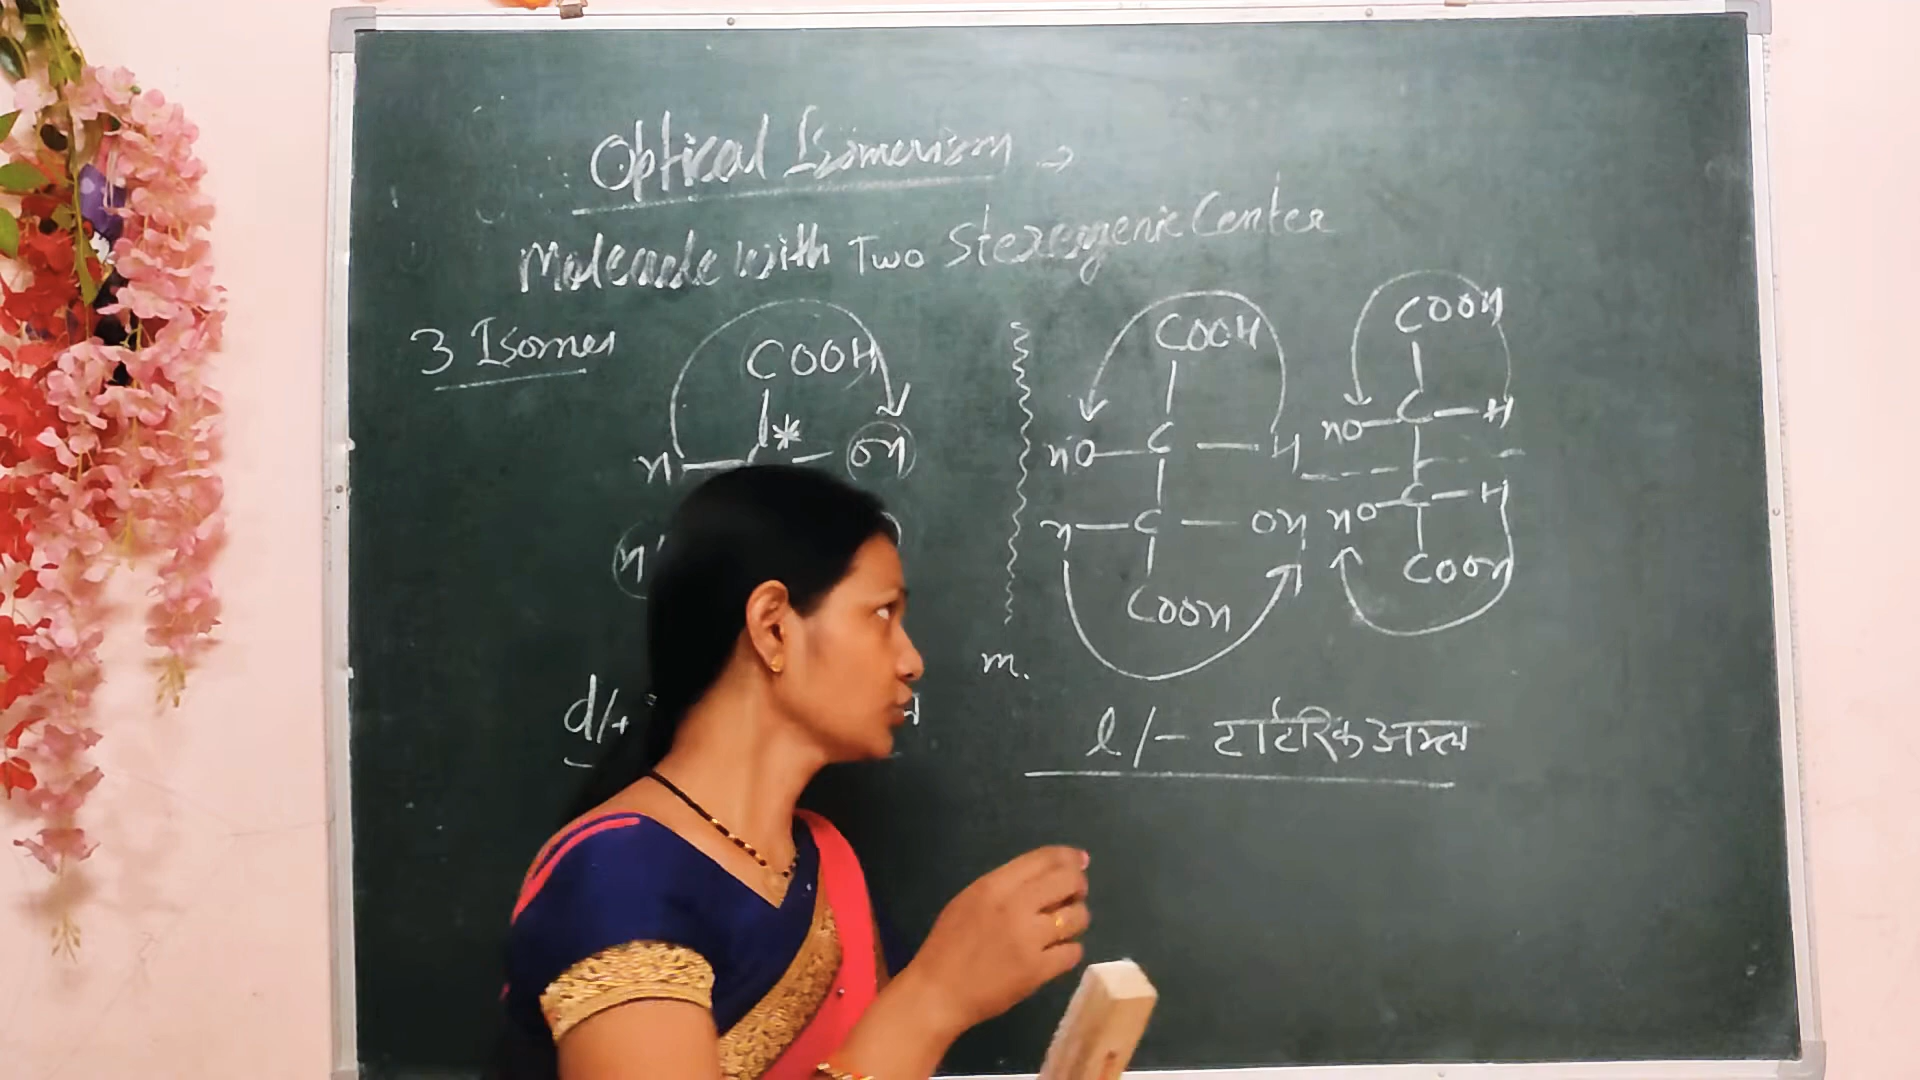 Optical Isomerism →
Molecule with Two Stereogenic Center
3 Isomer
COOH
*
H — — OH
COOH
HO — C — H
H — C — OH
COOH
COOH
HO — C — H
HO — C — H
COOH
m.
d/+
l/- टार्टरिक अम्ल